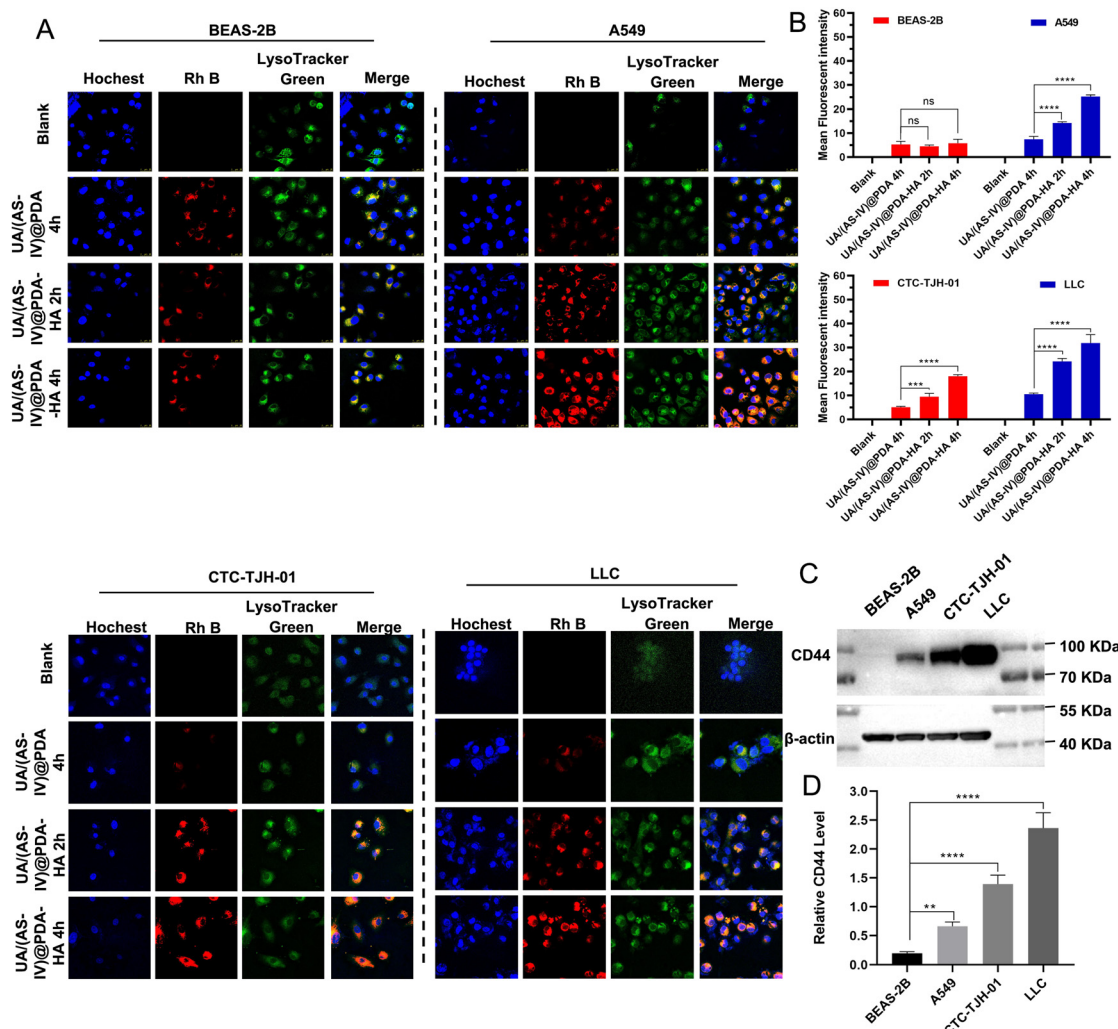 A
BEAS-2B
A549
Hochest
Rh B
LysoTracker
Green
Merge
Hochest
Rh B
LysoTracker
Green
Merge
Blank
UA/(AS-
IV)@PDA
4h
UA/(AS-
IV)@PDA-
HA 2h
UA/(AS-
IV)@PDA
-HA 4h
B
BEAS-2B
A549
Mean Fluorescent intensity
60
50
40
30
20
10
0
ns
ns
****
****
Blank
UA/(AS-IV)@PDA 4h
UA/(AS-IV)@PDA-HA 2h
UA/(AS-IV)@PDA-HA 4h
Blank
UA/(AS-IV)@PDA 4h
UA/(AS-IV)@PDA-HA 2h
UA/(AS-IV)@PDA-HA 4h
CTC-TJH-01
LLC
Mean Fluorescent intensity
60
50
40
30
20
10
0
***
****
****
****
Blank
UA/(AS-IV)@PDA 4h
UA/(AS-IV)@PDA-HA 2h
UA/(AS-IV)@PDA-HA 4h
Blank
UA/(AS-IV)@PDA 4h
UA/(AS-IV)@PDA-HA 2h
UA/(AS-IV)@PDA-HA 4h
CTC-TJH-01
LLC
Hochest
Rh B
LysoTracker
Green
Merge
Hochest
Rh B
LysoTracker
Green
Merge
Blank
UA/(AS-
IV)@PDA
4h
UA/(AS-
IV)@PDA-
HA 2h
UA/(AS-
IV)@PDA-
HA 4h
C
BEAS-2B
A549
CTC-TJH-01
LLC
CD44
100 KDa
70 KDa
β-actin
55 KDa
40 KDa
D
Relative CD44 Level
3.0
2.5
2.0
1.5
1.0
0.5
0.0
**
****
****
BEAS-2B
A549
CTC-TJH-01
LLC